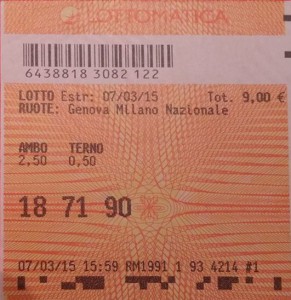 LOTTOMATICA
6438818 3082 122
LOTTO Estr: 07/03/15 Tot. 9,00 €
RUOTE: Genova Milano Nazionale
AMBO TERNO
2,50 0,50
18 71 90
07/03/15 15:59 RM1991 1 93 4214 #1